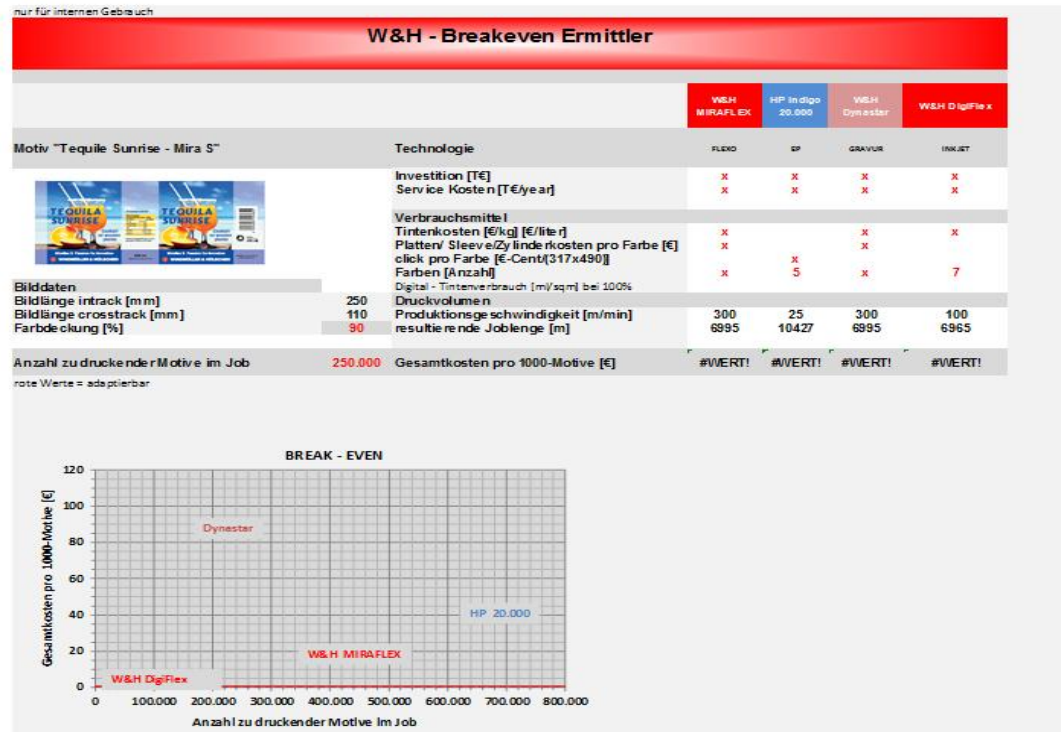 nur für internen Gebrauch
W&H - Breakeven Ermittler
W&H MIRAFLEX HP Indigo 20.000 W&H Dynastar W&H DigiFlex
Motiv "Tequile Sunrise - Mira S" Technologie FLEXO EP GRAVUR INKJET
Investition [T€] x x x x
Service Kosten [T€/year] x x x x
TEQUILA SUNRISE TEQUILA SUNRISE
WINDMÖLLER & HÖLSCHER WINDMÖLLER & HÖLSCHER
Verbrauchsmittel
Tintenkosten [€/kg] [€/liter] x x x
Platten/ Sleeve/Zylinderkosten pro Farbe [€] x x
click pro Farbe [€-Cent/(317x490)] x
Farben [Anzahl] x 5 x 7
Bilddaten Digital - Tintenverbrauch [ml/sqm] bei 100%
Bildlänge intrack [mm] 250 Druckvolumen
Bildlänge crosstrack [mm] 110 Produktionsgeschwindigkeit [m/min] 300 25 300 100
Farbdeckung [%] 90 resultierende Joblenge [m] 6995 10427 6995 6965
Anzahl zu druckender Motive im Job 250.000 Gesamtkosten pro 1000-Motive [€] #WERT! #WERT! #WERT! #WERT!
rote Werte = adaptierbar
BREAK - EVEN
Gesamtkosten pro 1000-Motive [€]
120
100
Dynastar
80
60
40 HP 20.000
20 W&H MIRAFLEX
W&H DigiFlex
0
0 100.000 200.000 300.000 400.000 500.000 600.000 700.000 800.000
Anzahl zu druckender Motive im Job